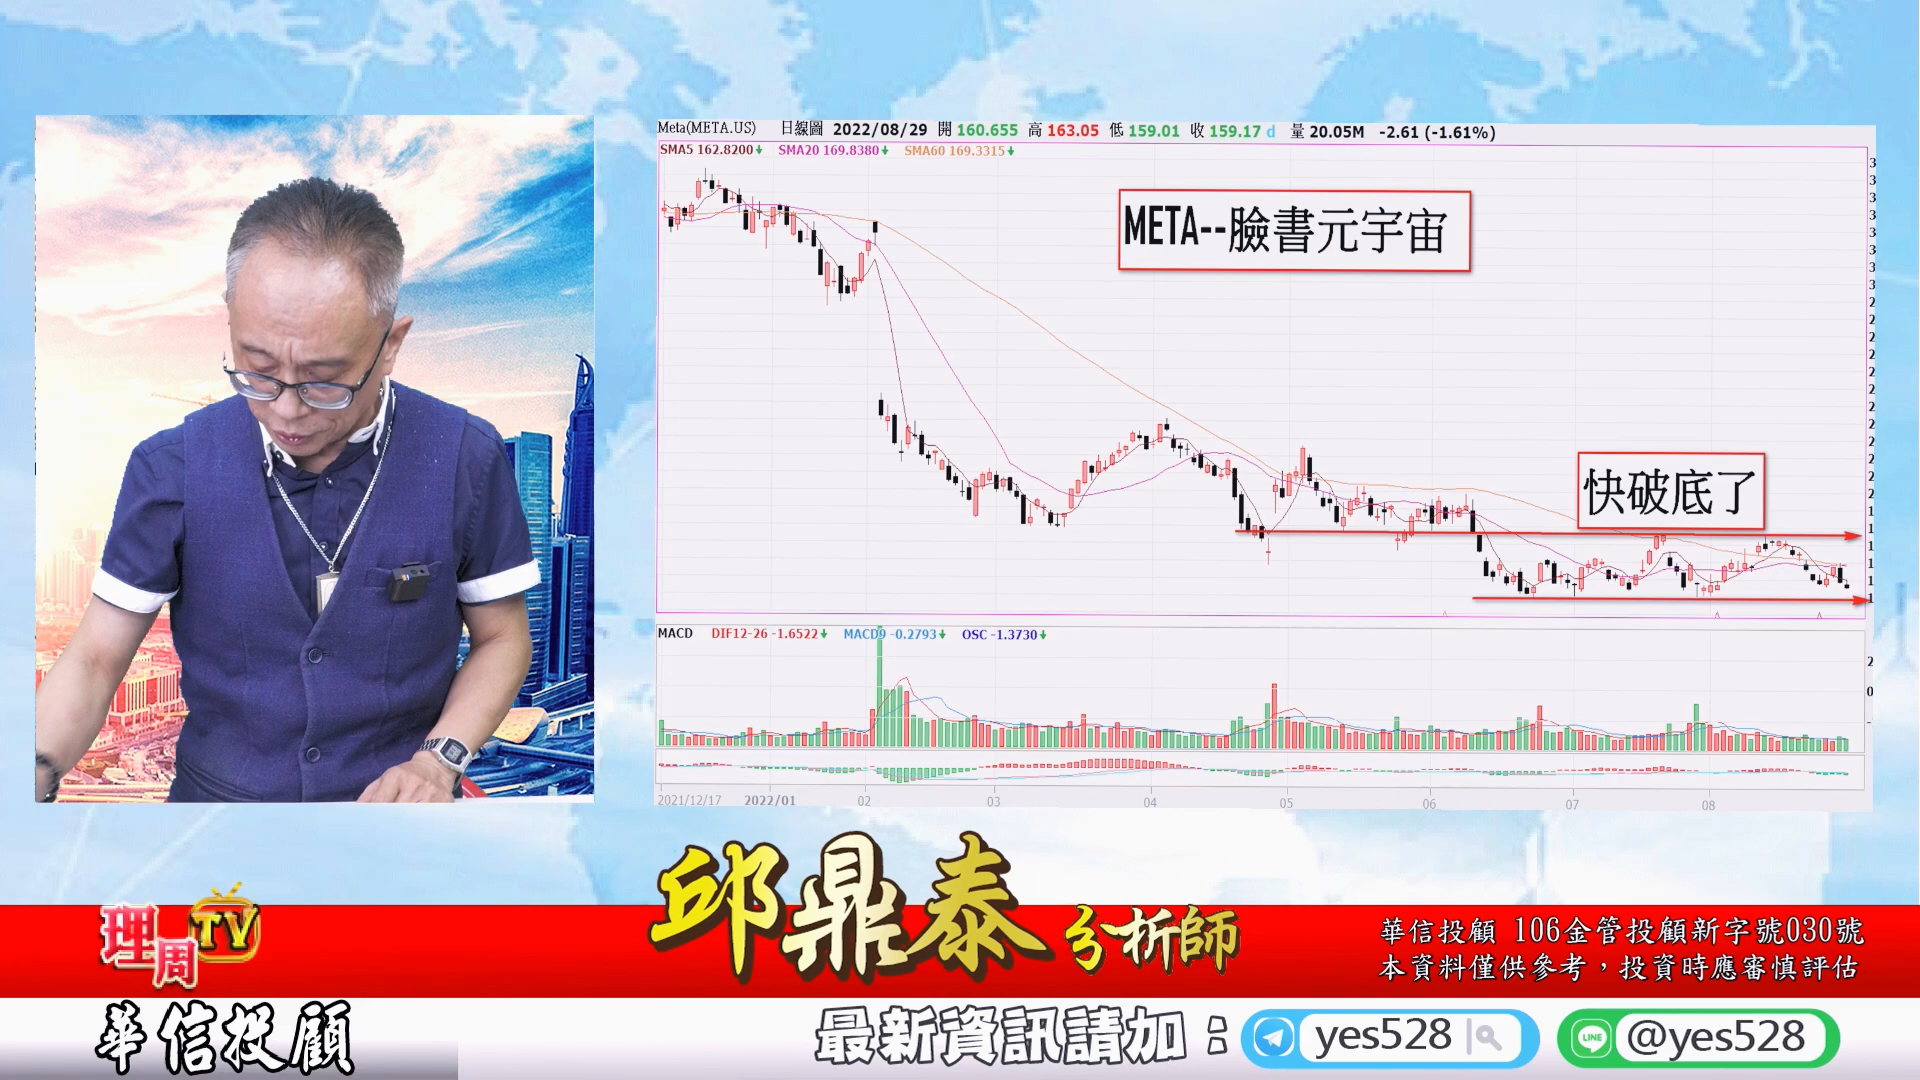 Meta(META.US) 日線圖 2022/08/29 開 160.655 高 163.05 低 159.01 收 159.17 d 量 20.05M -2.61 (-1.61%)
SMA5 162.8200↓ SMA20 169.8380↓ SMA60 169.3315↓
META--臉書元宇宙
快破底了
MACD DIF12-26 -1.6522↓ MACD9 -0.2793↓ OSC -1.3730↓
2
0
2021/12/17 2022/01 02 03 04 05 06 07 08
邱鼎泰 分析師
理周TV
華信投顧 106金管投顧新字號030號
本資料僅供參考，投資時應審慎評估
華信投顧
最新資訊請加：
yes528
LINE
@yes528